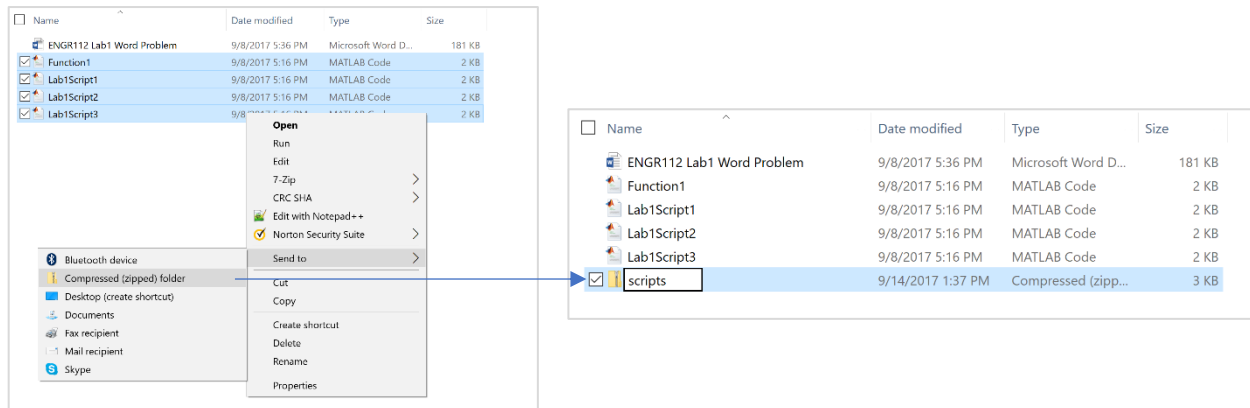 Name Date modified Type Size
ENGR112 Lab1 Word Problem 9/8/2017 5:36 PM Microsoft Word D... 181 KB
Function1 9/8/2017 5:16 PM MATLAB Code 2 KB
Lab1Script1 9/8/2017 5:16 PM MATLAB Code 2 KB
Lab1Script2 9/8/2017 5:16 PM MATLAB Code 2 KB
Lab1Script3 9/8/2017 5:16 PM MATLAB Code 2 KB
Open
Run
Edit
7-Zip
CRC SHA
Edit with Notepad++
Norton Security Suite
Send to
Cut
Copy
Create shortcut
Delete
Rename
Properties
Bluetooth device
Compressed (zipped) folder
Desktop (create shortcut)
Documents
Fax recipient
Mail recipient
Skype
Name Date modified Type Size
ENGR112 Lab1 Word Problem 9/8/2017 5:36 PM Microsoft Word D... 181 KB
Function1 9/8/2017 5:16 PM MATLAB Code 2 KB
Lab1Script1 9/8/2017 5:16 PM MATLAB Code 2 KB
Lab1Script2 9/8/2017 5:16 PM MATLAB Code 2 KB
Lab1Script3 9/8/2017 5:16 PM MATLAB Code 2 KB
scripts 9/14/2017 1:37 PM Compressed (zipp... 3 KB